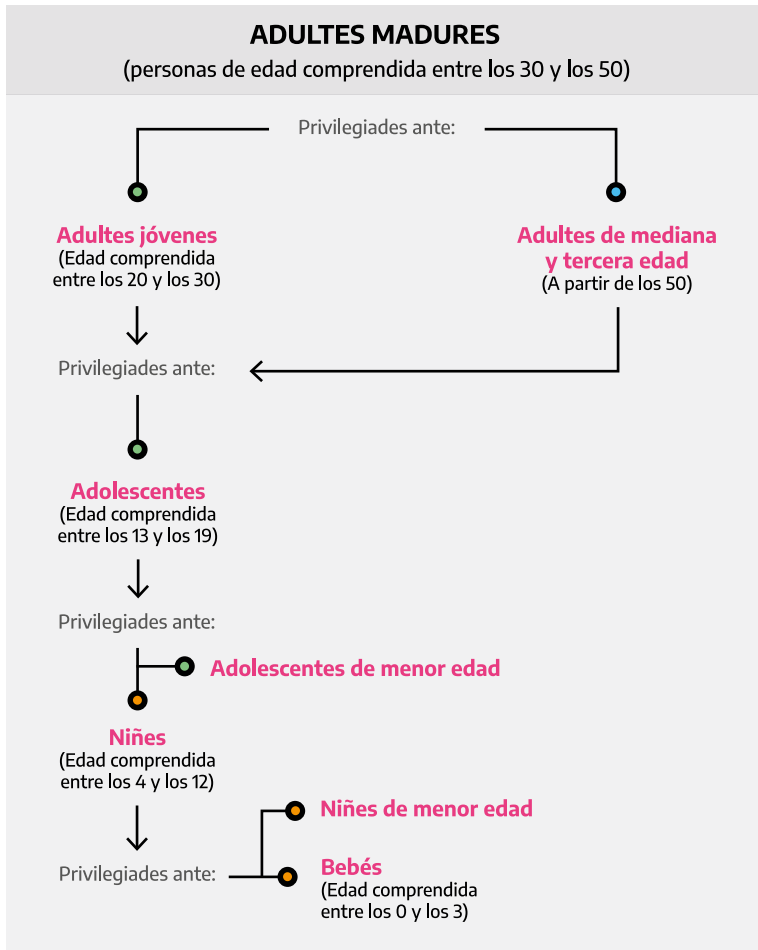 ADULTES MADURES
(personas de edad comprendida entre los 30 y los 50)
Privilegiades ante:
Adultes jóvenes
(Edad comprendida
entre los 20 y los 30)
Adultes de mediana
y tercera edad
(A partir de los 50)
Privilegiades ante:
Adolescentes
(Edad comprendida
entre los 13 y los 19)
Privilegiades ante:
Adolescentes de menor edad
Niñes
(Edad comprendida
entre los 4 y los 12)
Privilegiades ante:
Niñes de menor edad
Bebés
(Edad comprendida
entre los 0 y los 3)